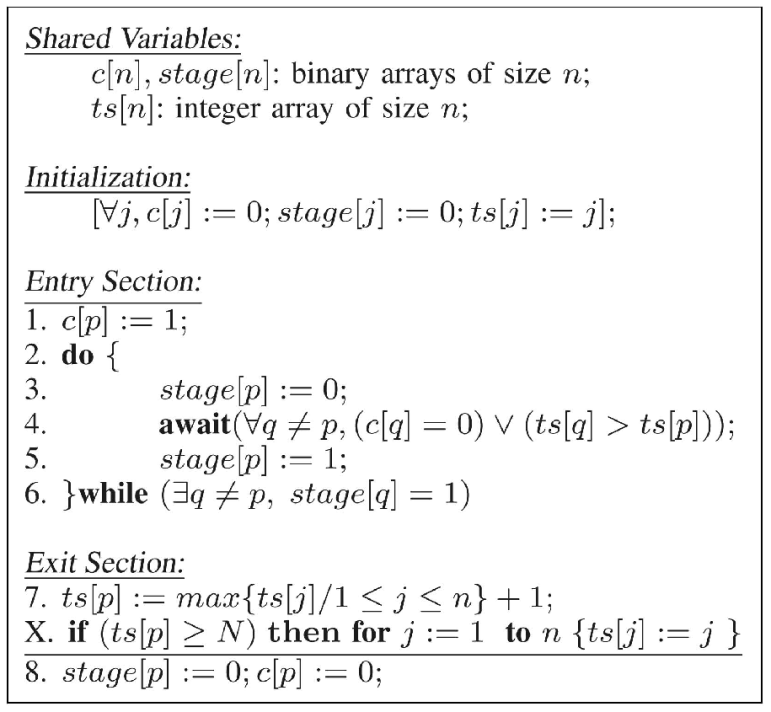 Shared Variables:
c[n], stage[n]: binary arrays of size n;
ts[n]: integer array of size n;
Initialization:
[∀j, c[j] := 0; stage[j] := 0; ts[j] := j];
Entry Section:
1. c[p] := 1;
2. do {
3. stage[p] := 0;
4. await(∀q ≠ p, (c[q] = 0) ∨ (ts[q] > ts[p]));
5. stage[p] := 1;
6. }while (∃q ≠ p, stage[q] = 1)
Exit Section:
7. ts[p] := max{ts[j]/1 ≤ j ≤ n} + 1;
X. if (ts[p] ≥ N) then for j := 1 to n {ts[j] := j }
8. stage[p] := 0; c[p] := 0;